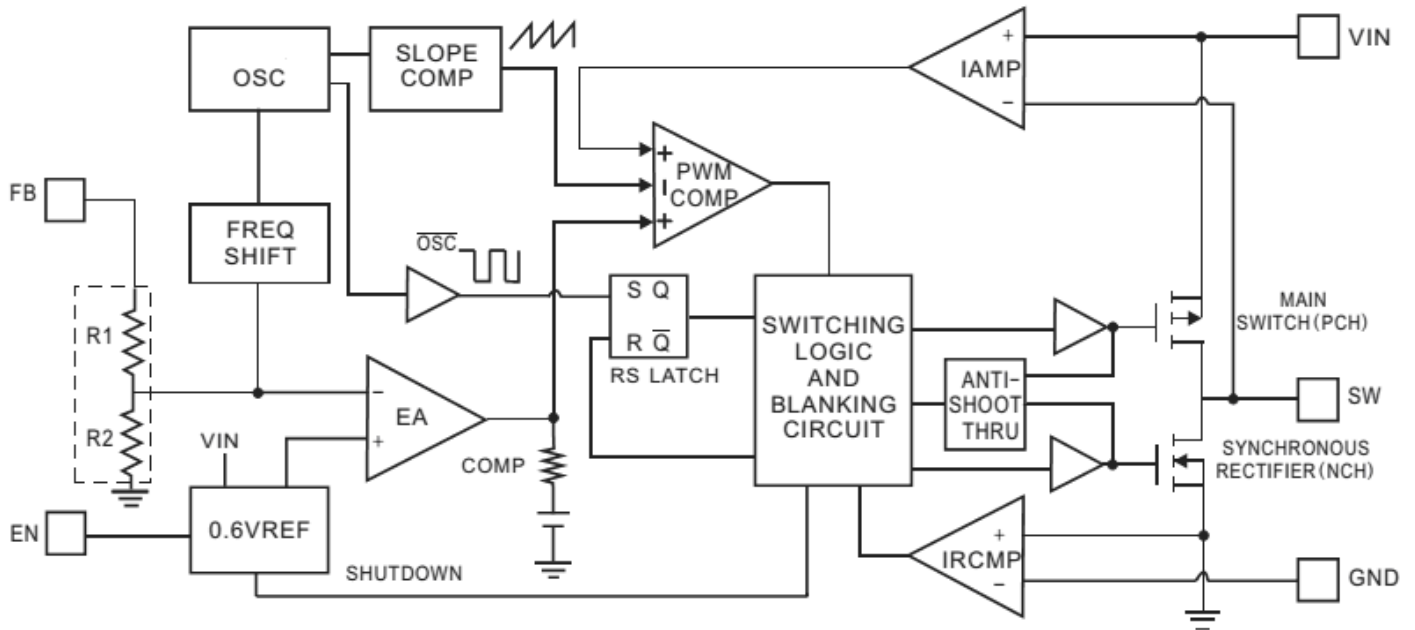 OSC
SLOPE
COMP
+
IAMP
−
VIN
FB
FREQ
SHIFT
OSC
+
PWM
COMP
+
R1
S Q
R Q
RS LATCH
SWITCHING
LOGIC
AND
BLANKING
CIRCUIT
MAIN
SWITCH(PCH)
ANTI-
SHOOT
THRU
SW
R2
−
EA
+
VIN
COMP
SYNCHRONOUS
RECTIFIER(NCH)
EN
0.6VREF
SHUTDOWN
+
IRCMP
−
GND